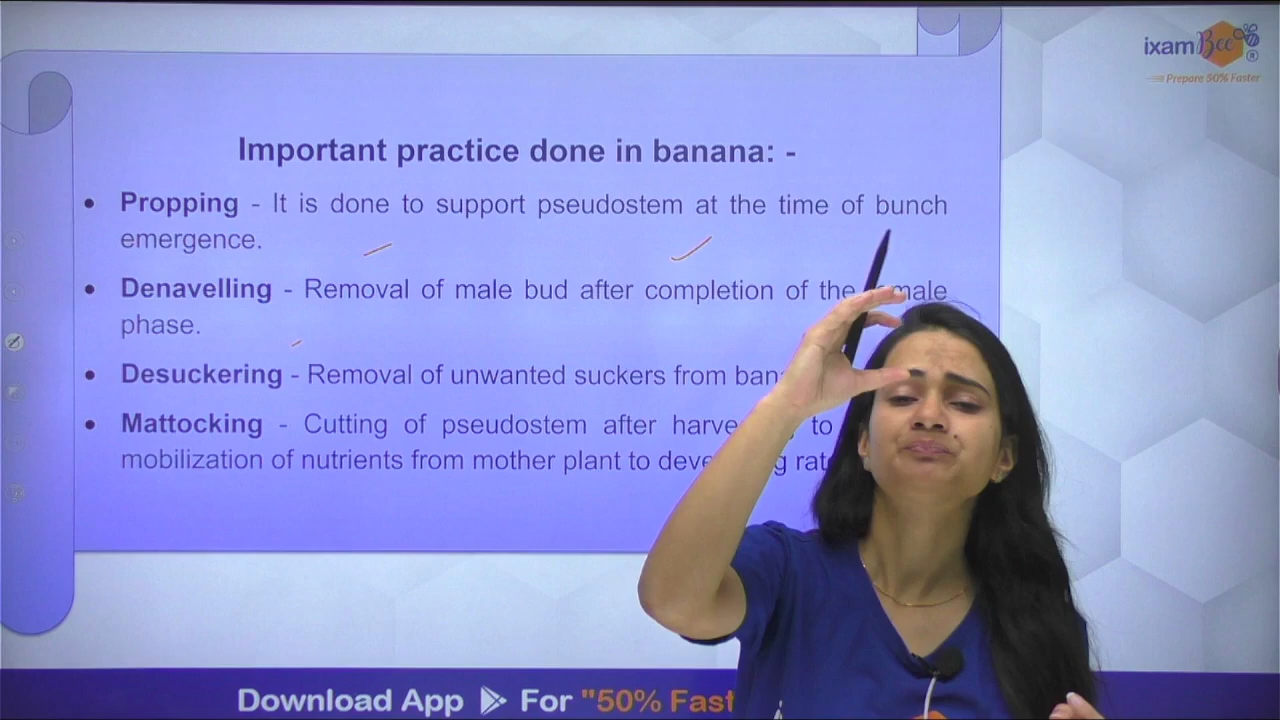 ixamBee
Prepare 50% Faster
Important practice done in banana: -
• Propping - It is done to support pseudostem at the time of bunch
emergence.
• Denavelling - Removal of male bud after completion of the
phase.
• Desuckering - Removal of unwanted suckers from
• Mattocking - Cutting of pseudostem after to
mobilization of nutrients from mother plant to
Download App For "50% Fast